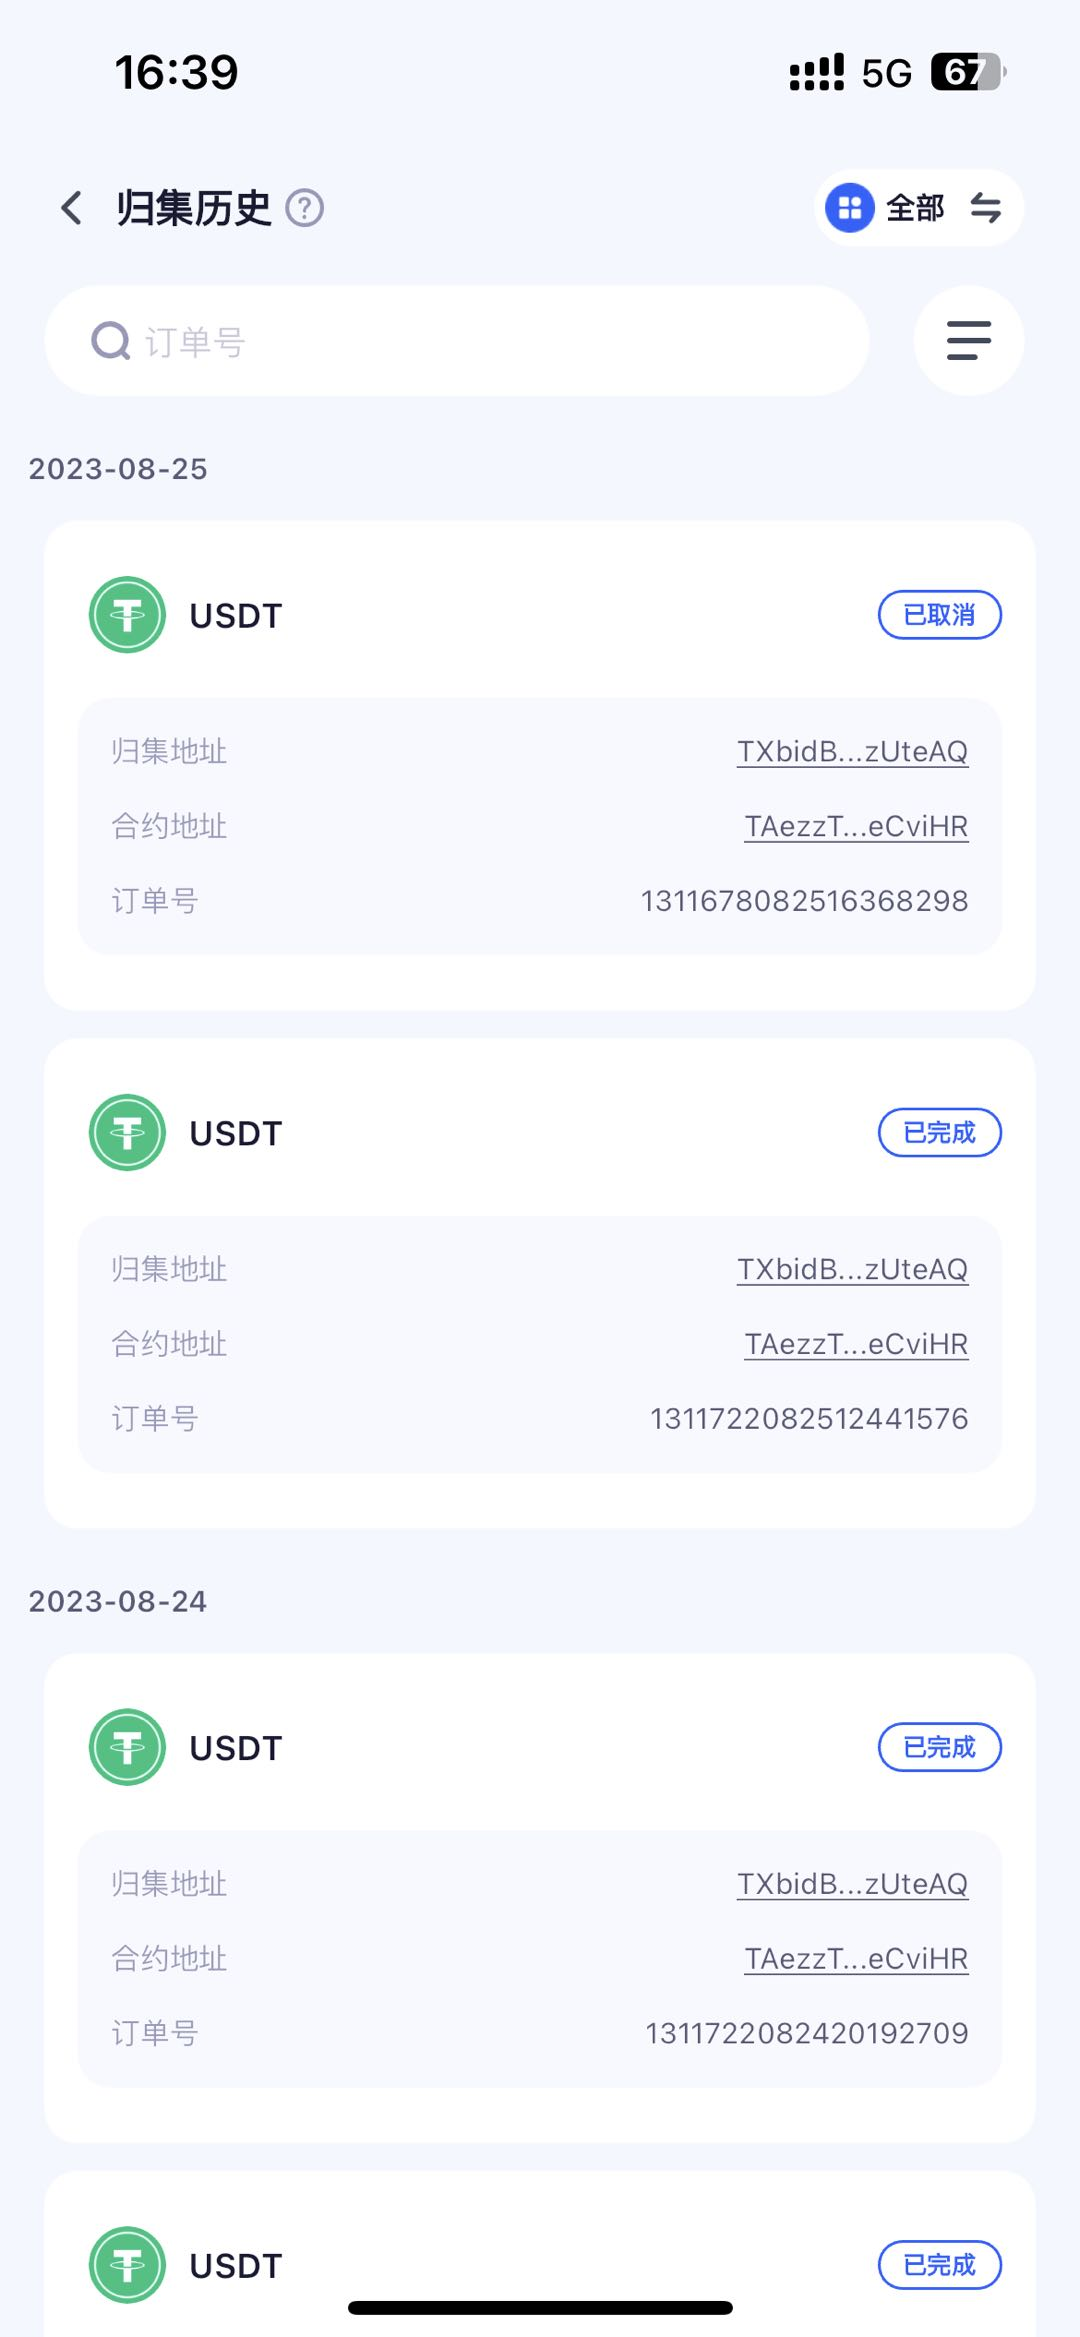 16:39
5G 67
归集历史
全部
订单号
2023-08-25
USDT
已取消
归集地址 TXbidB...zUteAQ
合约地址 TAezzT...eCviHR
订单号 1311678082516368298
USDT
已完成
归集地址 TXbidB...zUteAQ
合约地址 TAezzT...eCviHR
订单号 1311722082512441576
2023-08-24
USDT
已完成
归集地址 TXbidB...zUteAQ
合约地址 TAezzT...eCviHR
订单号 1311722082420192709
USDT
已完成